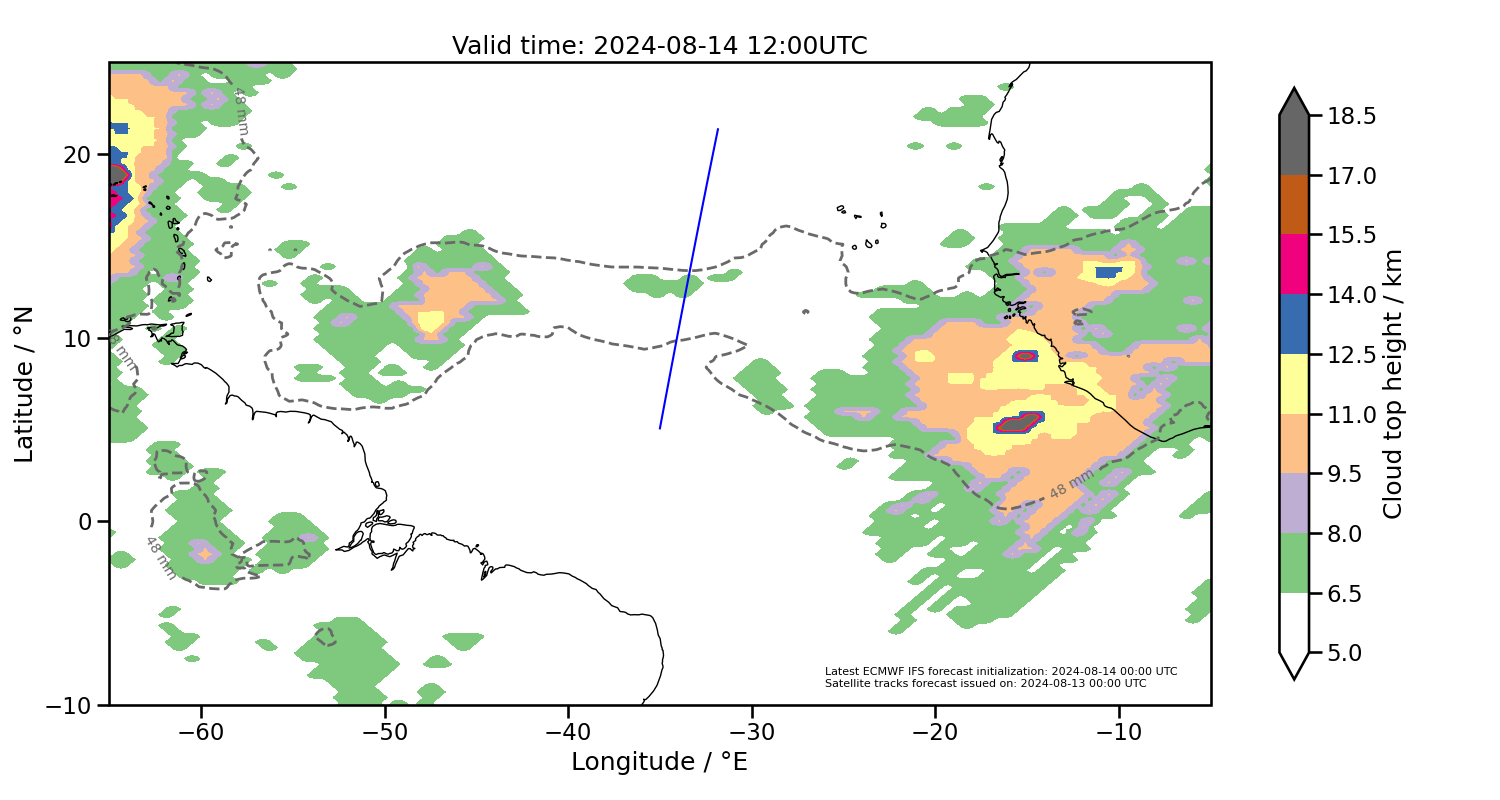 Valid time: 2024-08-14 12:00UTC
48 mm
20
10
0
−10
Latitude / °N
48 mm
48 mm
48 mm
Latest ECMWF IFS forecast initialization: 2024-08-14 00:00 UTC
Satellite tracks forecast issued on: 2024-08-13 00:00 UTC
−60
−50
−40
−30
−20
−10
Longitude / °E
18.5
17.0
15.5
14.0
12.5
11.0
9.5
8.0
6.5
5.0
Cloud top height / km